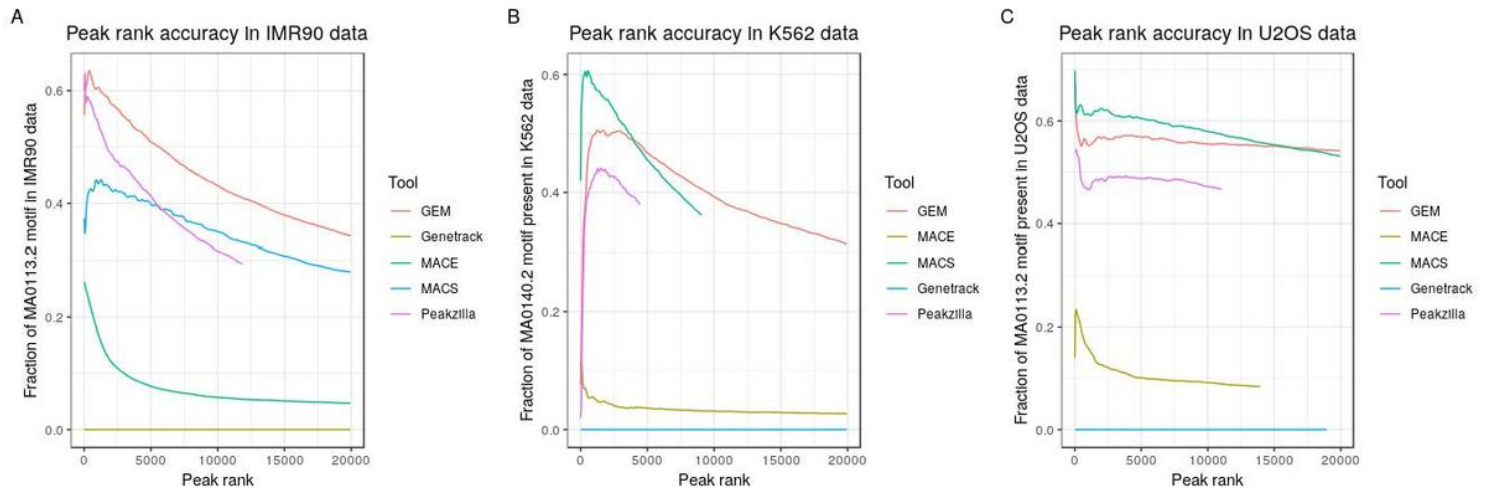 A
Peak rank accuracy in IMR90 data
Fraction of MA0113.2 motif in IMR90 data
0.6
0.4
0.2
0.0
0
5000
10000
15000
20000
Peak rank
Tool
GEM
Genetrack
MACE
MACS
Peakzilla
B
Peak rank accuracy in K562 data
Fraction of MA0140.2 motif present in K562 data
0.6
0.4
0.2
0.0
0
5000
10000
15000
20000
Peak rank
Tool
GEM
MACE
MACS
Genetrack
Peakzilla
C
Peak rank accuracy in U2OS data
Fraction of MA0113.2 motif present in U2OS data
0.6
0.4
0.2
0.0
0
5000
10000
15000
20000
Peak rank
Tool
GEM
MACE
MACS
Genetrack
Peakzilla